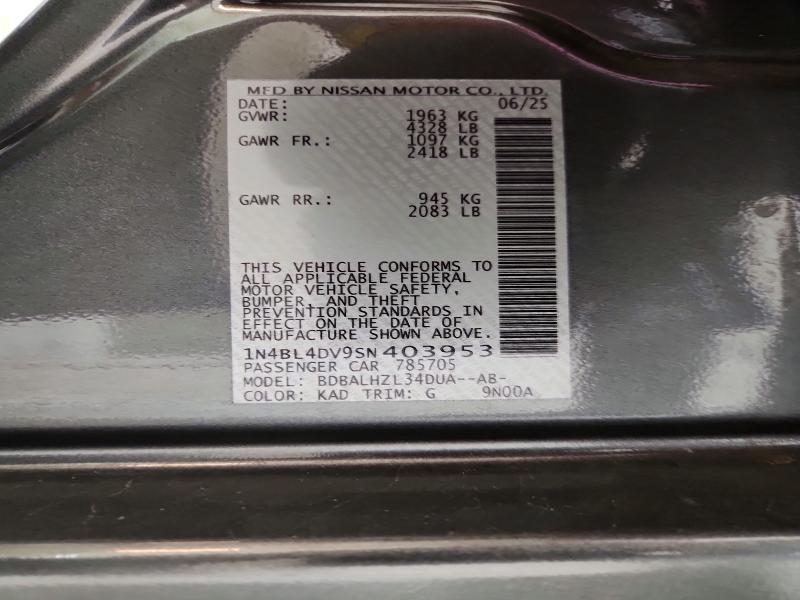 MFD BY NISSAN MOTOR CO., LTD.
DATE: 06/25
GVWR: 1963 KG
4328 LB
GAWR FR.: 1097 KG
2418 LB
GAWR RR.: 945 KG
2083 LB
THIS VEHICLE CONFORMS TO
ALL APPLICABLE FEDERAL
MOTOR VEHICLE SAFETY,
BUMPER, AND THEFT
PREVENTION STANDARDS IN
EFFECT ON THE DATE OF
MANUFACTURE SHOWN ABOVE.
1N4BL4DV9SN403953
PASSENGER CAR 785705
MODEL: BDBALHZL34DUA--AB-
COLOR: KAD TRIM: G 9N00A